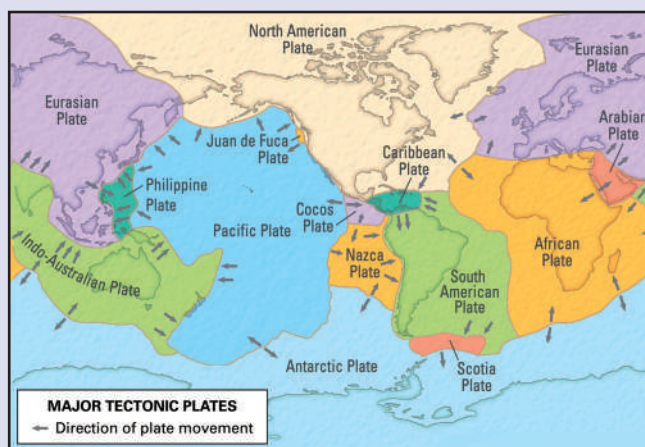 North American
Plate
Eurasian
Plate
Eurasian
Plate
Arabian
Plate
Juan de Fuca
Plate
Caribbean
Plate
Philippine
Plate
Cocos
Plate
Pacific Plate
African
Plate
Nazca
Plate
Indo-Australian Plate
South
American
Plate
Antarctic Plate
Scotia
Plate
MAJOR TECTONIC PLATES
Direction of plate movement